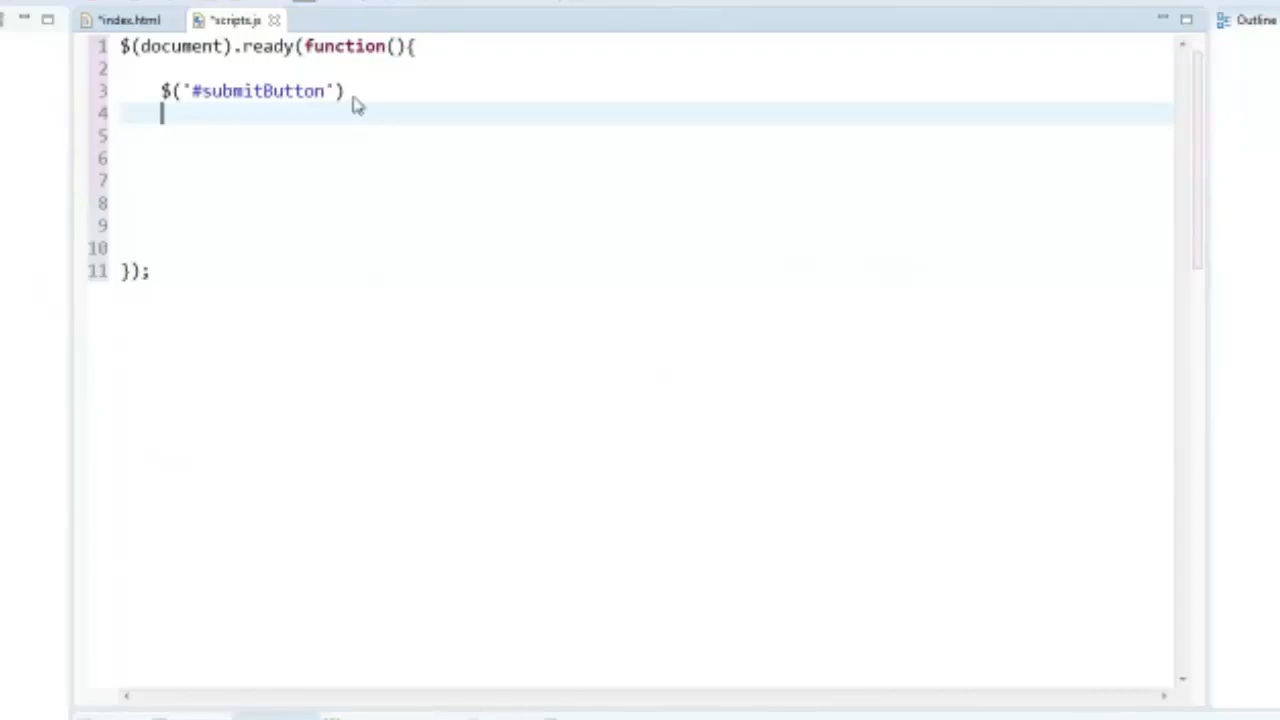 *index.html
*scripts.js
Outline
1 $(document).ready(function(){
2
3 $('#submitButton')
4
5
6
7
8
9
10
11 });